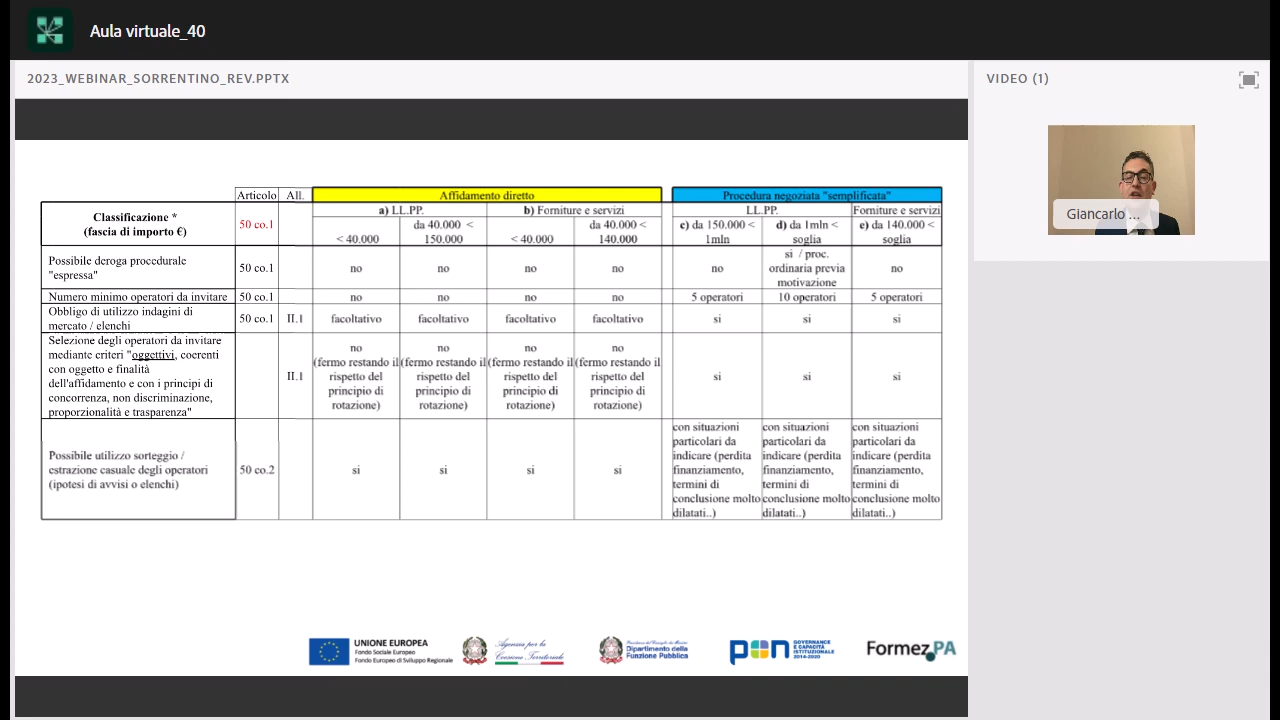 Aula virtuale_40
2023_WEBINAR_SORRENTINO_REV.PPTX
VIDEO (1)
Giancarlo ...
Articolo All. Affidamento diretto Procedura negoziata "semplificata"
Classificazione *
(fascia di importo €)
50 co.1
a) LL.PP. b) Forniture e servizi LL.PP. Forniture e servizi
< 40.000
da 40.000 <
150.000
< 40.000
da 40.000 <
140.000
c) da 150.000 <
1mln
d) da 1mln <
soglia
e) da 140.000 <
soglia
Possibile deroga procedurale
"espressa"
50 co.1
no no no no no
si / proc.
ordinaria previa
motivazione
no
Numero minimo operatori da invitare 50 co.1 no no no no 5 operatori 10 operatori 5 operatori
Obbligo di utilizzo indagini di
mercato / elenchi
50 co.1 II.1 facoltativo facoltativo facoltativo facoltativo si si si
Selezione degli operatori da invitare
mediante criteri "oggettivi, coerenti
con oggetto e finalità
dell'affidamento e con i principi di
concorrenza, non discriminazione,
proporzionalità e trasparenza"
II.1
no
(fermo restando il
rispetto del
principio di
rotazione)
no
(fermo restando il
rispetto del
principio di
rotazione)
no
(fermo restando il
rispetto del
principio di
rotazione)
no
(fermo restando il
rispetto del
principio di
rotazione)
si si si
Possibile utilizzo sorteggio /
estrazione casuale degli operatori
(ipotesi di avvisi o elenchi)
50 co.2
si si si si
con situazioni
particolari da
indicare (perdita
finanziamento,
termini di
conclusione molto
dilatati..)
con situazioni
particolari da
indicare (perdita
finanziamento,
termini di
conclusione molto
dilatati..)
con situazioni
particolari da
indicare (perdita
finanziamento,
termini di
conclusione molto
dilatati..)
UNIONE EUROPEA
Fondo Sociale Europeo
Fondo Europeo di Sviluppo Regionale
Agenzia per la
Coesione Territoriale
Presidenza del Consiglio dei Ministri
Dipartimento della
Funzione Pubblica
pon
GOVERNANCE
E CAPACITÀ
ISTITUZIONALE
2014-2020
Formez PA